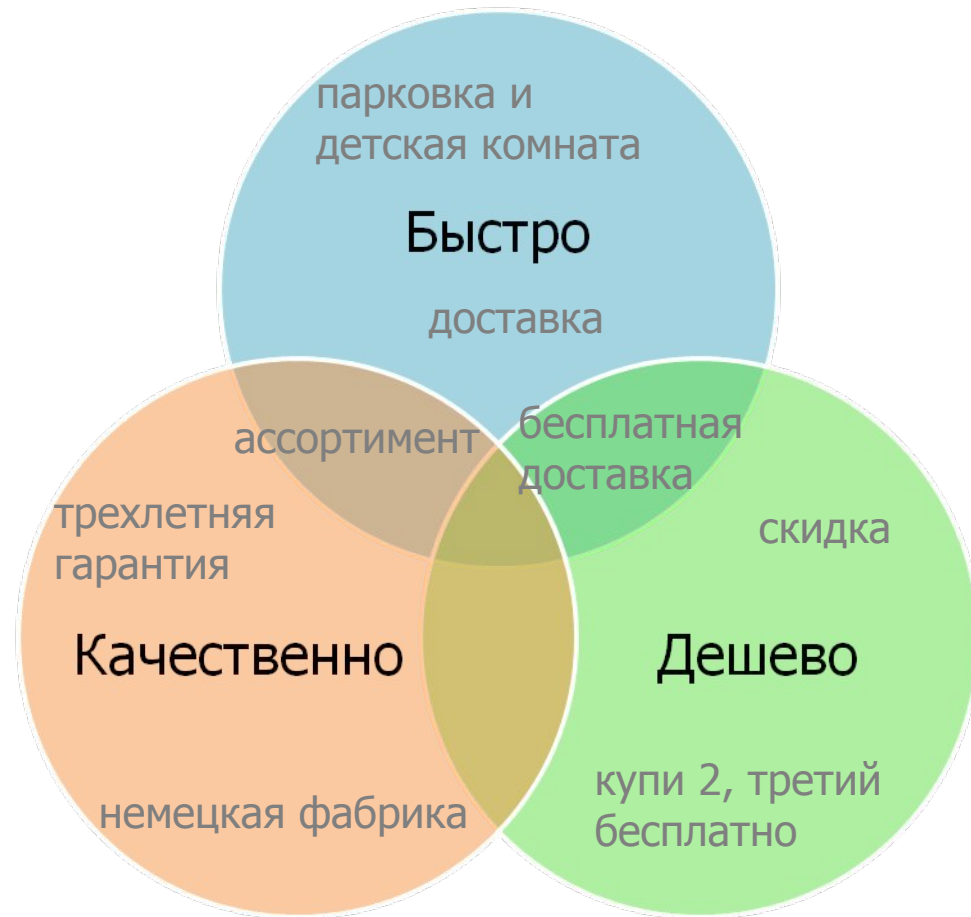 парковка и
детская комната
Быстро
доставка
ассортимент
бесплатная
доставка
трехлетняя
гарантия
скидка
Качественно
Дешево
немецкая фабрика
купи 2, третий
бесплатно